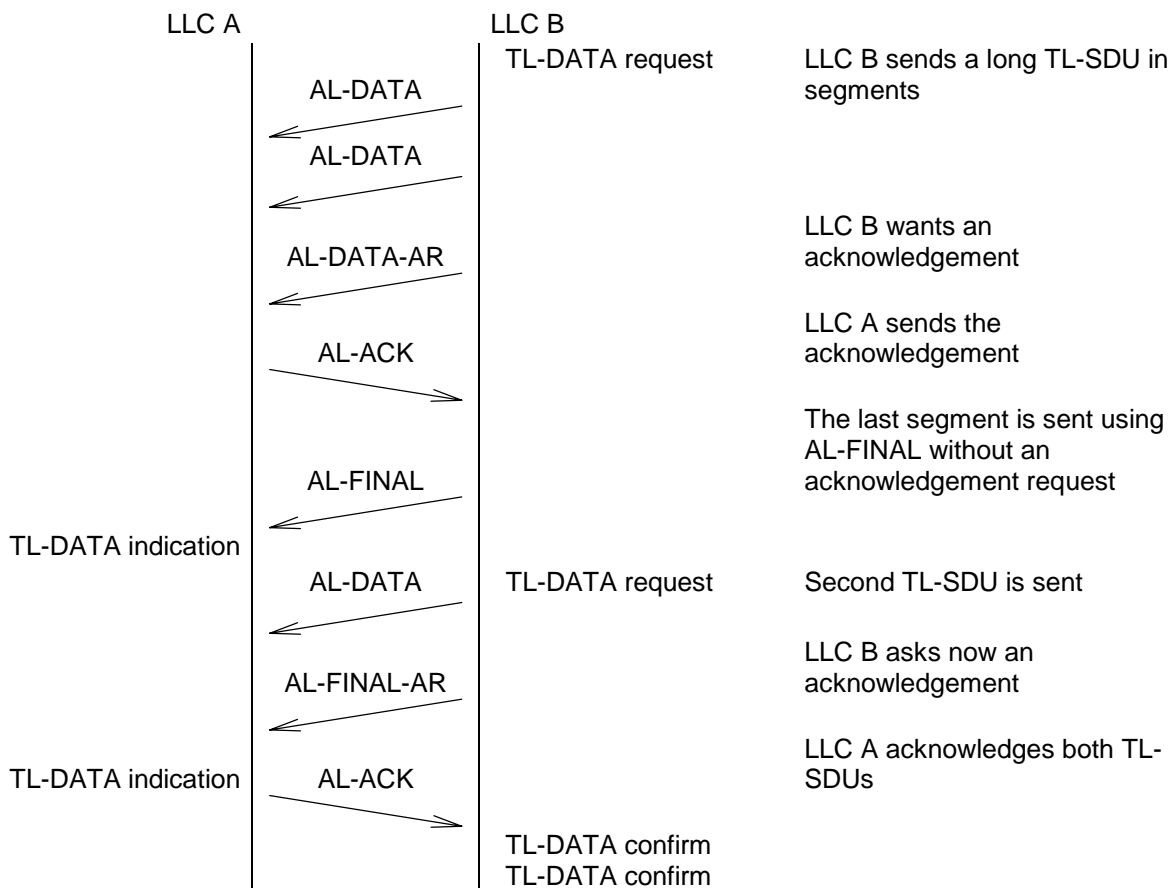 LLC A
LLC B
TL-DATA request
LLC B sends a long TL-SDU in
segments
AL-DATA
AL-DATA
LLC B wants an
acknowledgement
AL-DATA-AR
LLC A sends the
acknowledgement
AL-ACK
The last segment is sent using
AL-FINAL without an
acknowledgement request
AL-FINAL
TL-DATA indication
AL-DATA
TL-DATA request
Second TL-SDU is sent
LLC B asks now an
acknowledgement
AL-FINAL-AR
LLC A acknowledges both TL-
SDUs
TL-DATA indication
AL-ACK
TL-DATA confirm
TL-DATA confirm